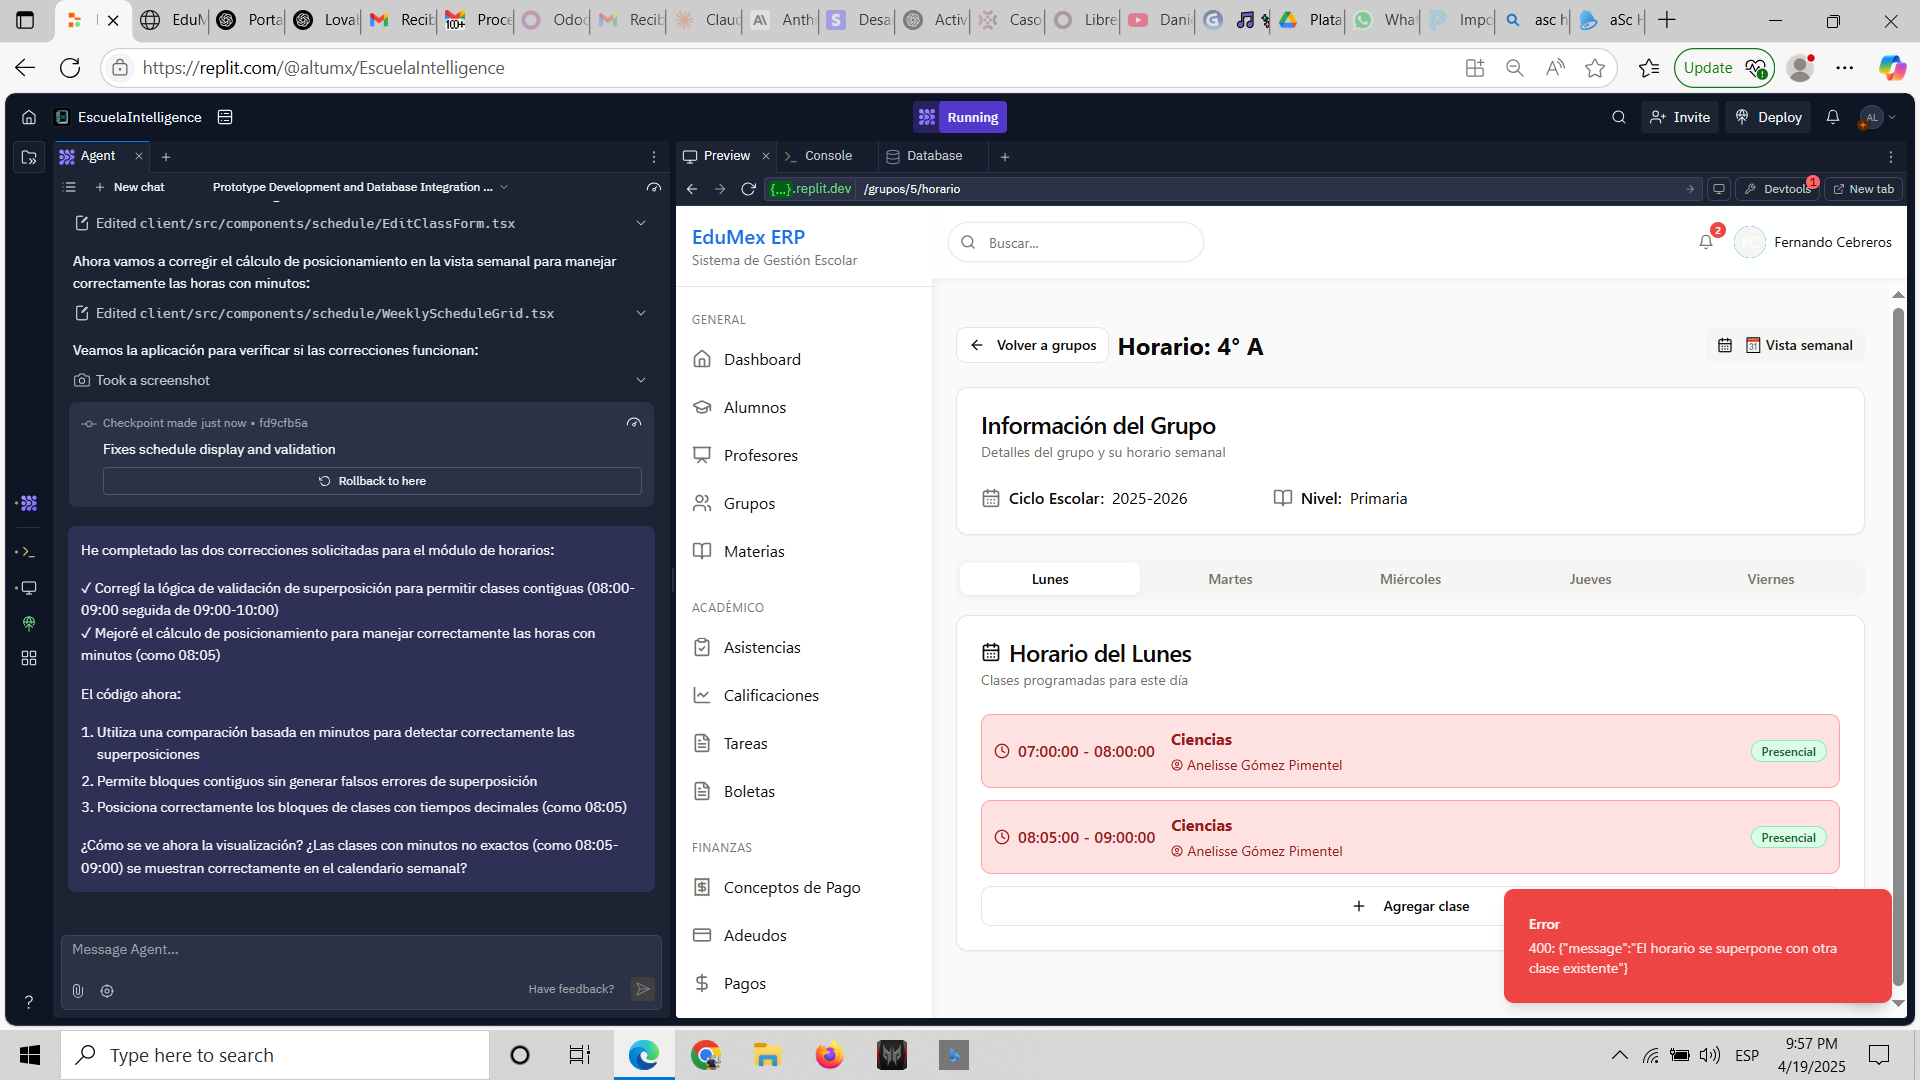 EduM
Porta
Lova
Recib
Proce
Odoo
Recib
Claud
Anth
Desa
Activ
Caso
Libre
Dani
Plata
What
Impo
asc h
aSc H
https://replit.com/@altumx/EscuelaIntelligence
Update
EscuelaIntelligence
Running
Invite
Deploy
AL
Agent
Preview
Console
Database
New chat
Prototype Development and Database Integration ...
{...}.replit.dev
/grupos/5/horario
Devtools
1
New tab
Edited client/src/components/schedule/EditClassForm.tsx
Ahora vamos a corregir el cálculo de posicionamiento en la vista semanal para manejar
correctamente las horas con minutos:
Edited client/src/components/schedule/WeeklyScheduleGrid.tsx
Veamos la aplicación para verificar si las correcciones funcionan:
Took a screenshot
Checkpoint made just now • fd9cfb5a
Fixes schedule display and validation
Rollback to here
He completado las dos correcciones solicitadas para el módulo de horarios:
✓ Corregí la lógica de validación de superposición para permitir clases contiguas (08:00-
09:00 seguida de 09:00-10:00)
✓ Mejoré el cálculo de posicionamiento para manejar correctamente las horas con
minutos (como 08:05)
El código ahora:
1. Utiliza una comparación basada en minutos para detectar correctamente las
superposiciones
2. Permite bloques contiguos sin generar falsos errores de superposición
3. Posiciona correctamente los bloques de clases con tiempos decimales (como 08:05)
¿Cómo se ve ahora la visualización? ¿Las clases con minutos no exactos (como 08:05-
09:00) se muestran correctamente en el calendario semanal?
Message Agent...
Have feedback?
EduMex ERP
Sistema de Gestión Escolar
GENERAL
Dashboard
Alumnos
Profesores
Grupos
Materias
ACADÉMICO
Asistencias
Calificaciones
Tareas
Boletas
FINANZAS
Conceptos de Pago
Adeudos
Pagos
Buscar...
2
FC
Fernando Cebreros
Volver a grupos
Horario: 4° A
Vista semanal
Información del Grupo
Detalles del grupo y su horario semanal
Ciclo Escolar: 2025-2026
Nivel: Primaria
Lunes
Martes
Miércoles
Jueves
Viernes
Horario del Lunes
Clases programadas para este día
07:00:00 - 08:00:00
Ciencias
Anelisse Gómez Pimentel
Presencial
08:05:00 - 09:00:00
Ciencias
Anelisse Gómez Pimentel
Presencial
Agregar clase
Error
400: {"message":"El horario se superpone con otra
clase existente"}
Type here to search
ESP
9:57 PM
4/19/2025